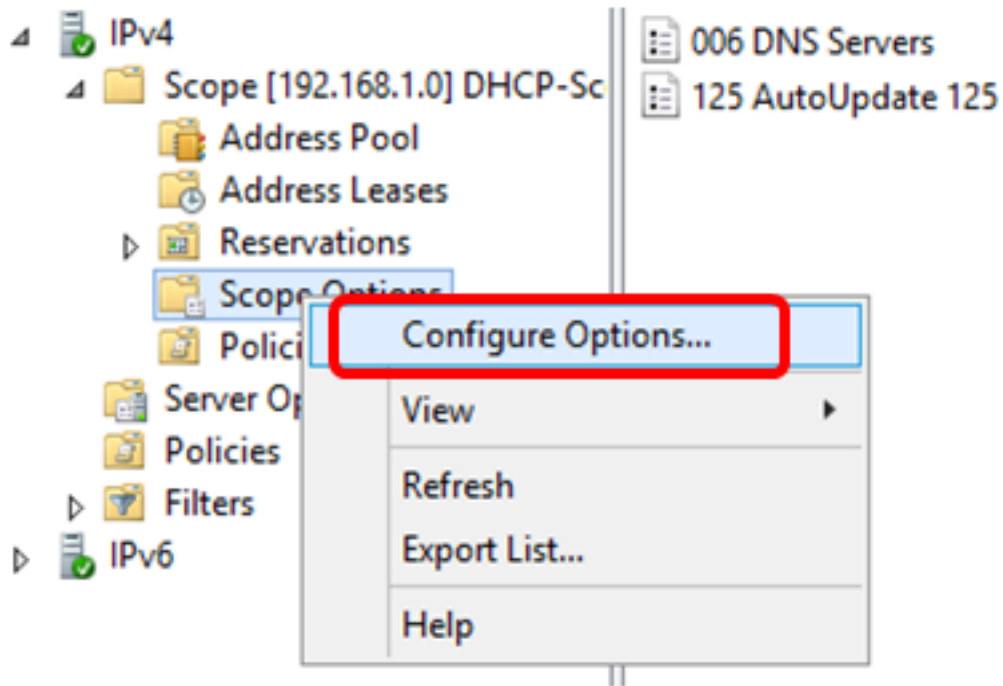 IPv4
Scope [192.168.1.0] DHCP-Sc
Address Pool
Address Leases
Reservations
Scope Options
Polici
Server Op
Policies
Filters
IPv6
006 DNS Servers
125 AutoUpdate 125
Configure Options...
View
Refresh
Export List...
Help